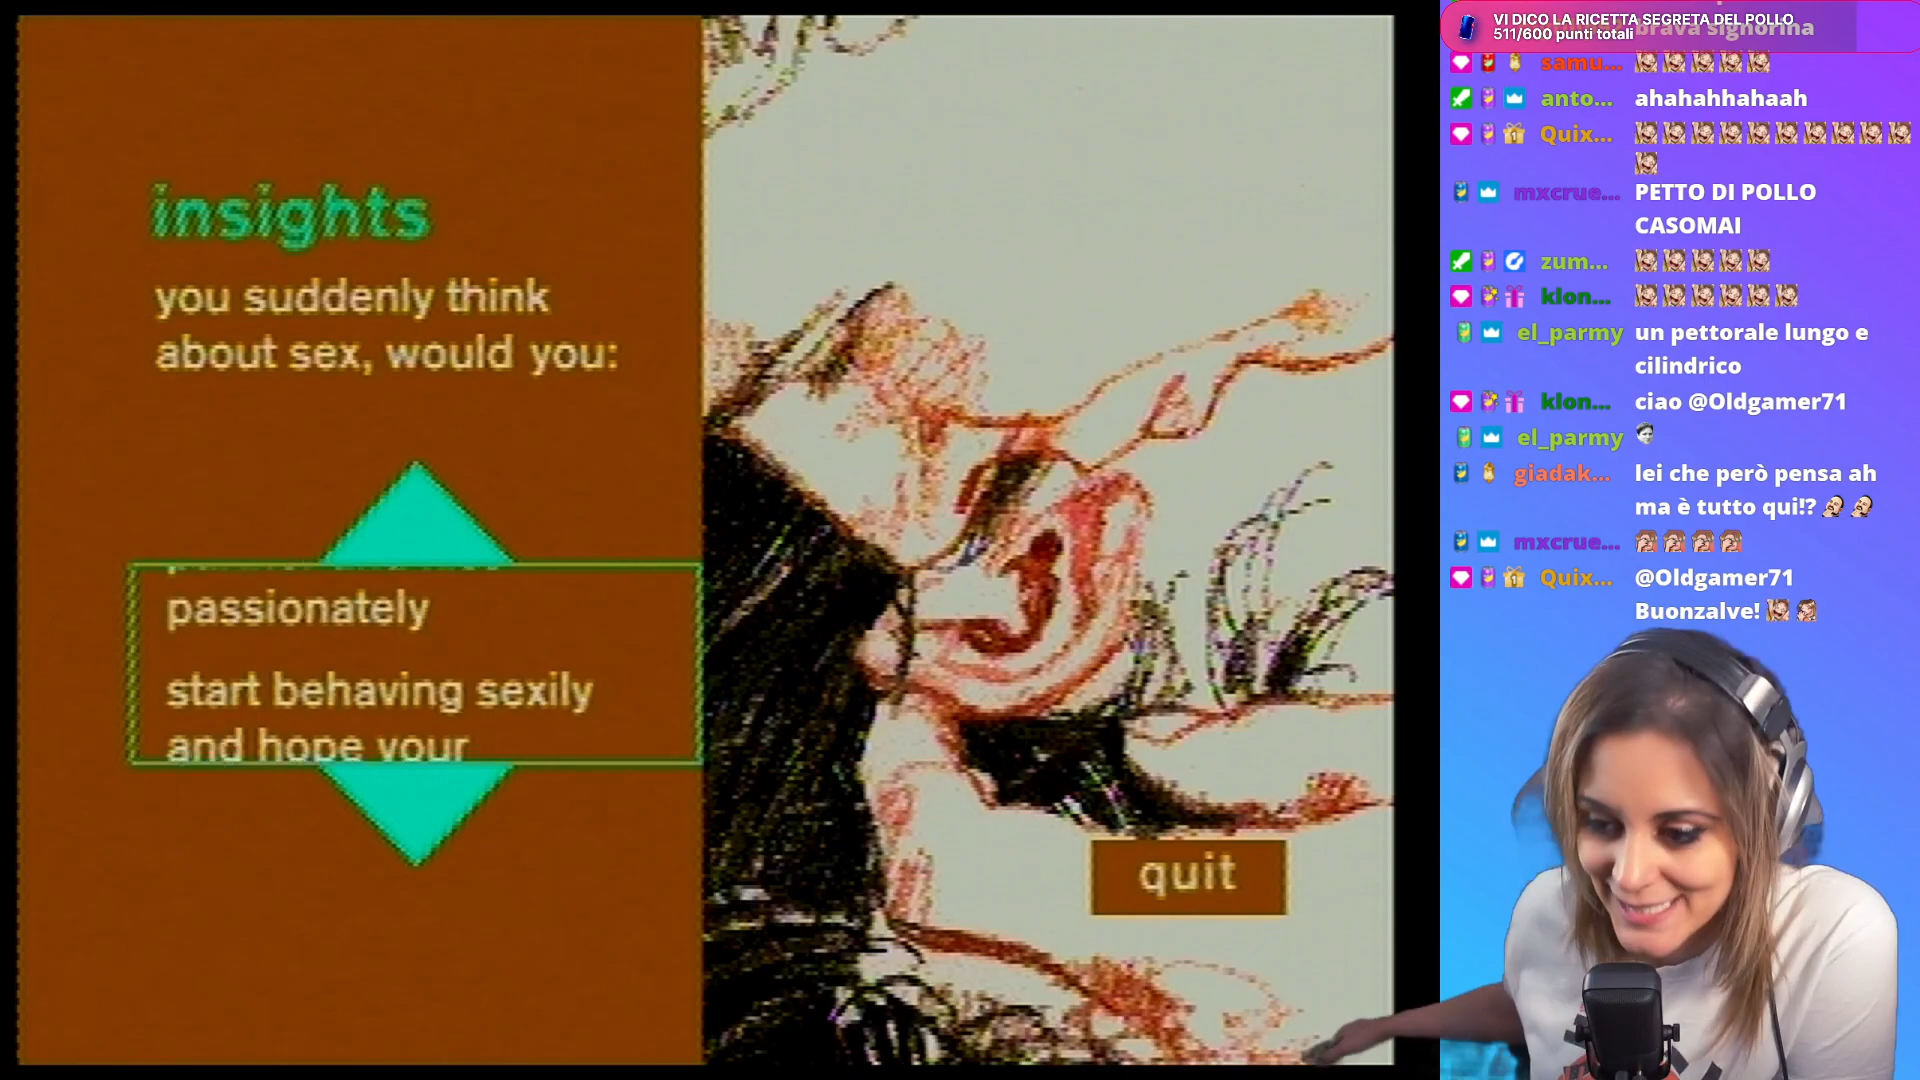 insights
you suddenly think
about sex, would you:
passionately
start behaving sexily
and hope your
quit
VI DICO LA RICETTA SEGRETA DEL POLLO
511/600 punti totali
brava signorina
samu...
anto... ahahahhahaah
Quix...
mxcrue... PETTO DI POLLO
CASOMAI
zum...
klon...
el_parmy un pettorale lungo e
cilindrico
klon... ciao @Oldgamer71
el_parmy
giadak... lei che però pensa ah
ma è tutto qui!?
mxcrue...
Quix... @Oldgamer71
Buonzalve!